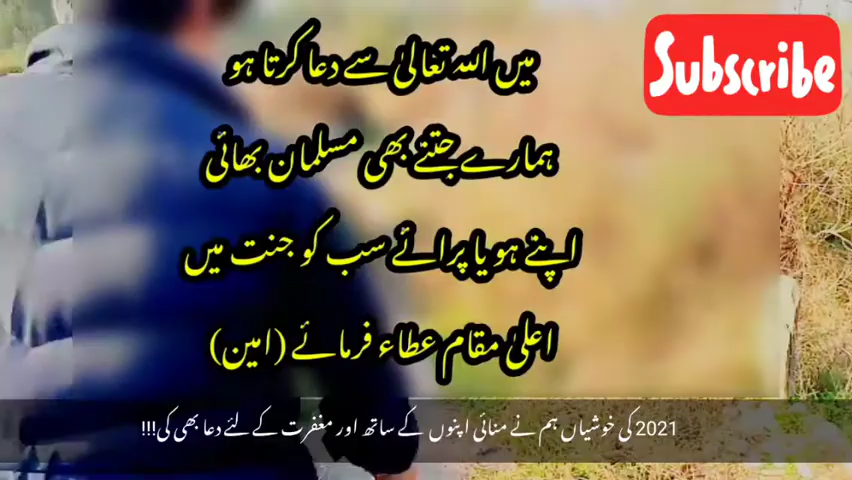 میں اللہ تعالیٰ سے دعا کرتا ہو
Subscribe
ہمارے جتنے بھی مسلمان بھائی
اپنے ہو یا پرائے سب کو جنت میں
اعلیٰ مقام عطاء فرمائے (امین)
2021 کی خوشیاں ہم نے منائی اپنوں کے ساتھ اور مغفرت کے لئے دعا بھی کی!!!